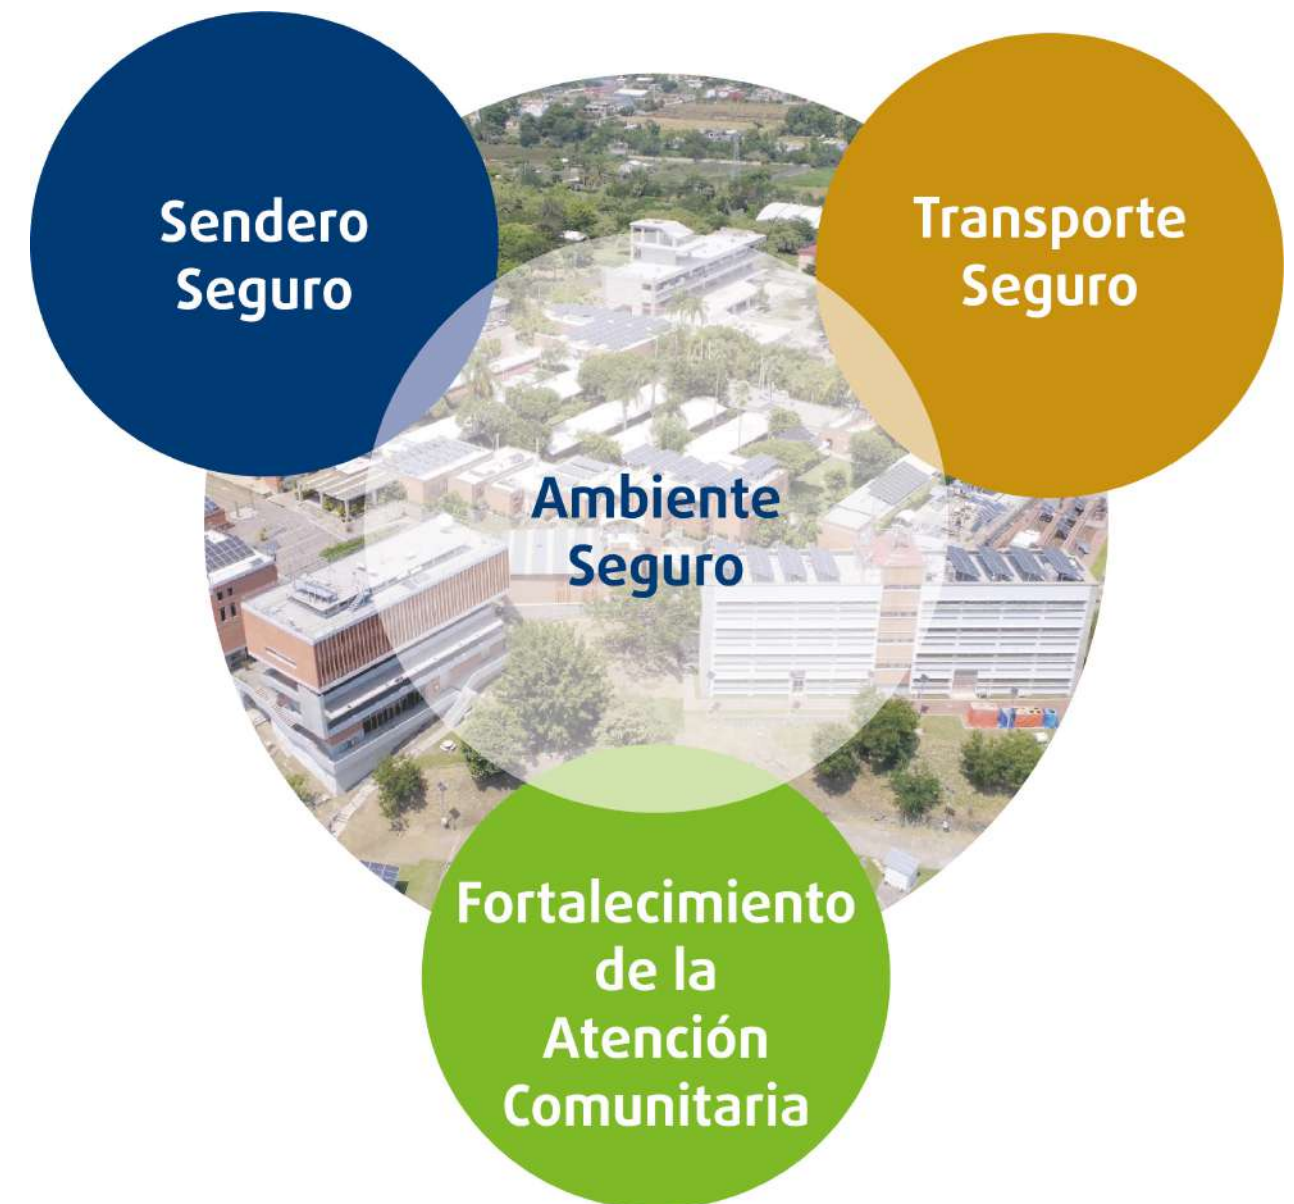 Sendero
Seguro
Transporte
Seguro
Ambiente
Seguro
Fortalecimiento
de la
Atención
Comunitaria